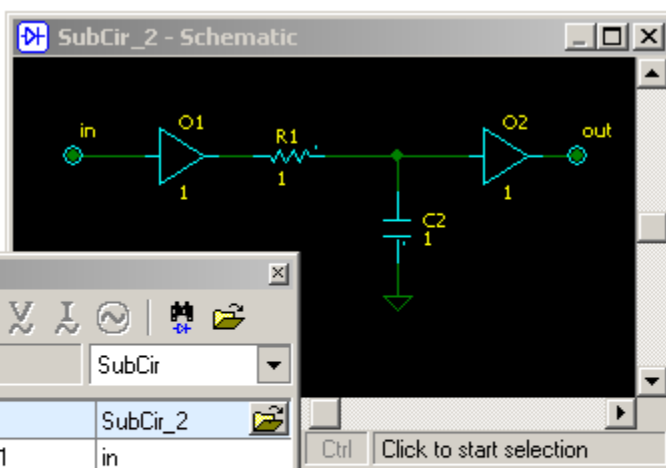 SubCir_2 - Schematic
in
O1
1
R1
1
O2
1
out
C2
1
V
I
SubCir
SubCir_2
1
in
Ctrl
Click to start selection